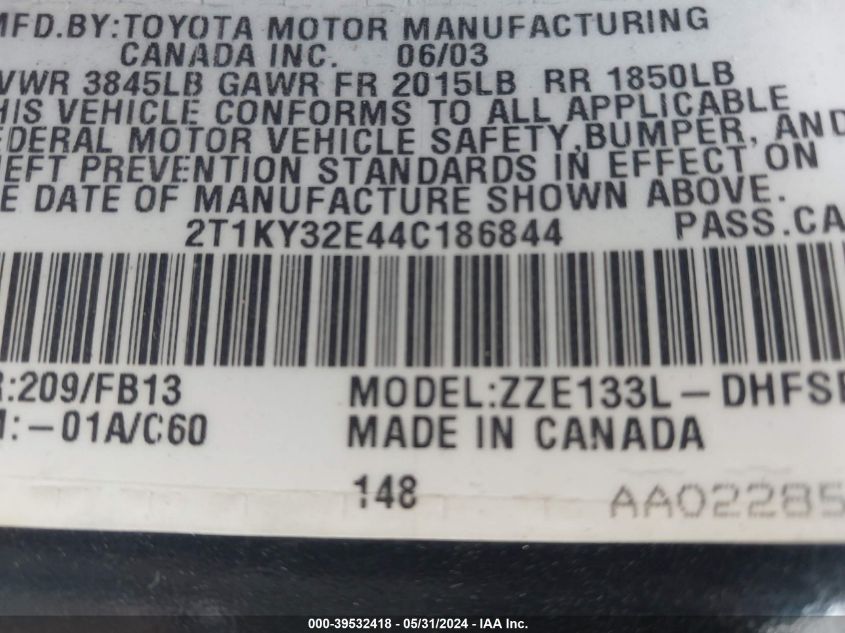 MFD.BY:TOYOTA MOTOR MANUFACTURING
CANADA INC. 06/03
VWR 3845LB GAWR FR 2015LB RR 1850LB
HIS VEHICLE CONFORMS TO ALL APPLICABLE
EDERAL MOTOR VEHICLE SAFETY,BUMPER, AND
HEFT PREVENTION STANDARDS IN EFFECT ON
E DATE OF MANUFACTURE SHOWN ABOVE.
2T1KY32E44C186844 PASS.CA
R:209/FB13 MODEL:ZZE133L-DHFS
:-01A/C60 MADE IN CANADA
148 AA02285
000-39532418 - 05/31/2024 - IAA Inc.